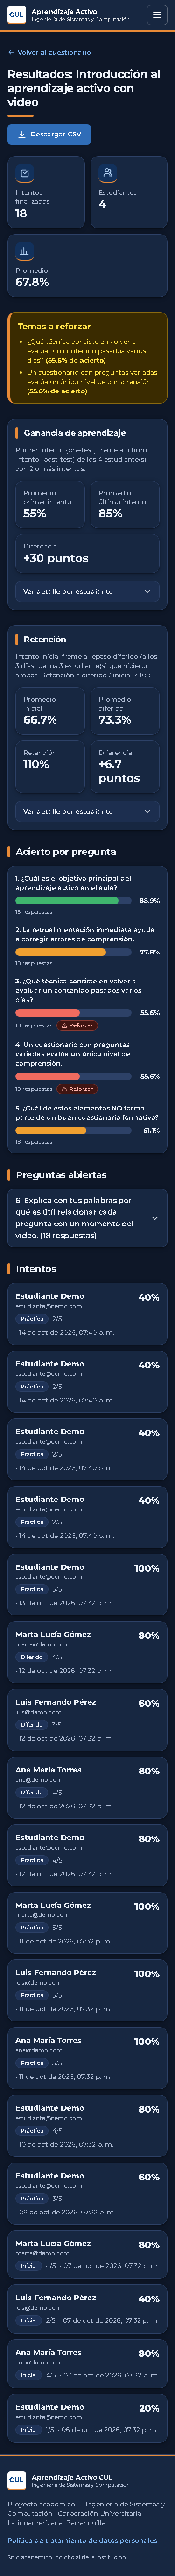 CUL
Aprendizaje Activo
Ingeniería de Sistemas y Computación
← Volver al cuestionario
Resultados: Introducción al
aprendizaje activo con
video
Descargar CSV
Intentos
finalizados
18
Estudiantes
4
Promedio
67.8%
Temas a reforzar
• ¿Qué técnica consiste en volver a
evaluar un contenido pasados varios
días? (55.6% de acierto)
• Un cuestionario con preguntas variadas
evalúa un único nivel de comprensión.
(55.6% de acierto)
Ganancia de aprendizaje
Primer intento (pre-test) frente a último
intento (post-test) de los 4 estudiante(s)
con 2 o más intentos.
Promedio
primer intento
55%
Promedio
último intento
85%
Diferencia
+30 puntos
Ver detalle por estudiante
Retención
Intento inicial frente a repaso diferido (a los
3 días) de los 3 estudiante(s) que hicieron
ambos. Retención = diferido / inicial × 100.
Promedio
inicial
66.7%
Promedio
diferido
73.3%
Retención
110%
Diferencia
+6.7
puntos
Ver detalle por estudiante
Acierto por pregunta
1. ¿Cuál es el objetivo principal del
aprendizaje activo en el aula?
88.9%
18 respuestas
2. La retroalimentación inmediata ayuda
a corregir errores de comprensión.
77.8%
18 respuestas
3. ¿Qué técnica consiste en volver a
evaluar un contenido pasados varios
días?
55.6%
18 respuestas Reforzar
4. Un cuestionario con preguntas
variadas evalúa un único nivel de
comprensión.
55.6%
18 respuestas Reforzar
5. ¿Cuál de estos elementos NO forma
parte de un buen cuestionario formativo?
61.1%
18 respuestas
Preguntas abiertas
6. Explica con tus palabras por
qué es útil relacionar cada
pregunta con un momento del
video. (18 respuestas)
Intentos
Estudiante Demo 40%
estudiante@demo.com
Práctica 2/5
· 14 de oct de 2026, 07:40 p. m.
Estudiante Demo 40%
estudiante@demo.com
Práctica 2/5
· 14 de oct de 2026, 07:40 p. m.
Estudiante Demo 40%
estudiante@demo.com
Práctica 2/5
· 14 de oct de 2026, 07:40 p. m.
Estudiante Demo 40%
estudiante@demo.com
Práctica 2/5
· 14 de oct de 2026, 07:40 p. m.
Estudiante Demo 100%
estudiante@demo.com
Práctica 5/5
· 13 de oct de 2026, 07:32 p. m.
Marta Lucía Gómez 80%
marta@demo.com
Diferido 4/5
· 12 de oct de 2026, 07:32 p. m.
Luis Fernando Pérez 60%
luis@demo.com
Diferido 3/5
· 12 de oct de 2026, 07:32 p. m.
Ana María Torres 80%
ana@demo.com
Diferido 4/5
· 12 de oct de 2026, 07:32 p. m.
Estudiante Demo 80%
estudiante@demo.com
Práctica 4/5
· 12 de oct de 2026, 07:32 p. m.
Marta Lucía Gómez 100%
marta@demo.com
Práctica 5/5
· 11 de oct de 2026, 07:32 p. m.
Luis Fernando Pérez 100%
luis@demo.com
Práctica 5/5
· 11 de oct de 2026, 07:32 p. m.
Ana María Torres 100%
ana@demo.com
Práctica 5/5
· 11 de oct de 2026, 07:32 p. m.
Estudiante Demo 80%
estudiante@demo.com
Práctica 4/5
· 10 de oct de 2026, 07:32 p. m.
Estudiante Demo 60%
estudiante@demo.com
Práctica 3/5
· 08 de oct de 2026, 07:32 p. m.
Marta Lucía Gómez 80%
marta@demo.com
Inicial 4/5 · 07 de oct de 2026, 07:32 p. m.
Luis Fernando Pérez 40%
luis@demo.com
Inicial 2/5 · 07 de oct de 2026, 07:32 p. m.
Ana María Torres 80%
ana@demo.com
Inicial 4/5 · 07 de oct de 2026, 07:32 p. m.
Estudiante Demo 20%
estudiante@demo.com
Inicial 1/5 · 06 de oct de 2026, 07:32 p. m.
CUL
Aprendizaje Activo CUL
Ingeniería de Sistemas y Computación
Proyecto académico — Ingeniería de Sistemas y
Computación · Corporación Universitaria
Latinoamericana, Barranquilla
Política de tratamiento de datos personales
Sitio académico, no oficial de la institución.